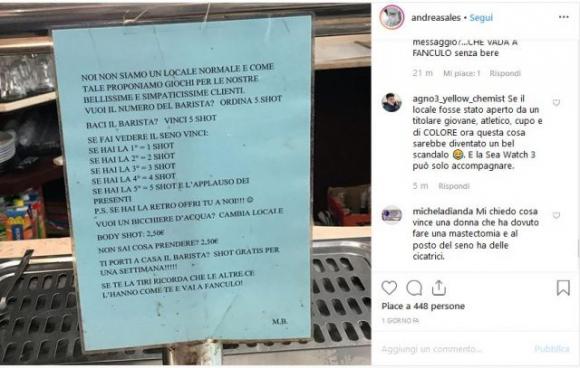 NOI NON SIAMO UN LOCALE NORMALE E COME
TALE PROPONIAMO GIOCHI PER LE NOSTRE
BELLISSIME E SIMPATICISSIME CLIENTI.
VUOI IL NUMERO DEL BARISTA? ORDINA 5 SHOT
BACI IL BARISTA? VINCI 5 SHOT
SE FAI VEDERE IL SENO VINCI:
SE HAI LA 1° = 1 SHOT
SE HAI LA 2° = 2 SHOT
SE HAI LA 3° = 3 SHOT
SE HAI LA 4° = 4 SHOT
SE HAI LA 5° = 5 SHOT E L'APPLAUSO DEI
PRESENTI
P.S. SE HAI LA RETRO OFFRI TU A NOI!!! ☺
VUOI UN BICCHIERE D'ACQUA? CAMBIA LOCALE
BODY SHOT: 2,50€
NON SAI COSA PRENDERE? 2,50€
TI PORTI A CASA IL BARISTA? SHOT GRATIS PER
UNA SETTIMANA!!!!!
SE TE LA TIRI RICORDA CHE LE ALTRE CE
L'HANNO COME TE E VAI A FANCULO!
M.B.
andreasales • Segui
messaggio?...CHE VADA A
FANCULO senza bere
21 m Mi piace: 1 Rispondi
agno3_yellow_chemist Se il
locale fosse stato aperto da un
titolare giovane, atletico, cupo e
di COLORE ora questa cosa
sarebbe diventato un bel
scandalo 😅. E la Sea Watch 3
può solo accompagnare.
5 m Rispondi
micheladianda Mi chiedo cosa
vince una donna che ha dovuto
fare una mastectomia e al
posto del seno ha delle
cicatrici.
Piace a 448 persone
1 GIORNO FA
Aggiungi un commento...
Pubblica